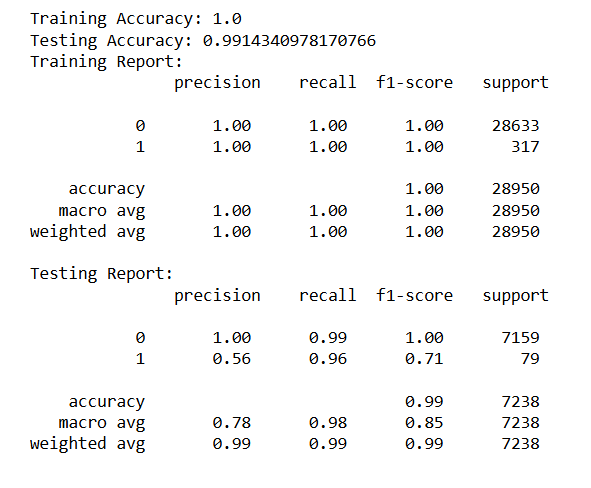 Training Accuracy: 1.0
Testing Accuracy: 0.9914340978170766
Training Report:
precision recall f1-score support
0 1.00 1.00 1.00 28633
1 1.00 1.00 1.00 317
accuracy 1.00 28950
macro avg 1.00 1.00 1.00 28950
weighted avg 1.00 1.00 1.00 28950
Testing Report:
precision recall f1-score support
0 1.00 0.99 1.00 7159
1 0.56 0.96 0.71 79
accuracy 0.99 7238
macro avg 0.78 0.98 0.85 7238
weighted avg 0.99 0.99 0.99 7238